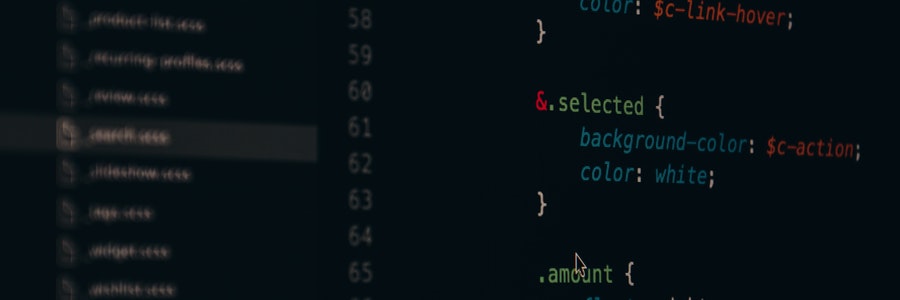 _product-list.scss
_recurring-profiles.scss
_review.scss
_search.scss
_slideshow.scss
_tags.scss
_widget.scss
_wishlist.scss
58
59
60
61
62
63
64
65
color: $c-link-hover;
}
&.selected {
background-color: $c-action;
color: white;
}
.amount {